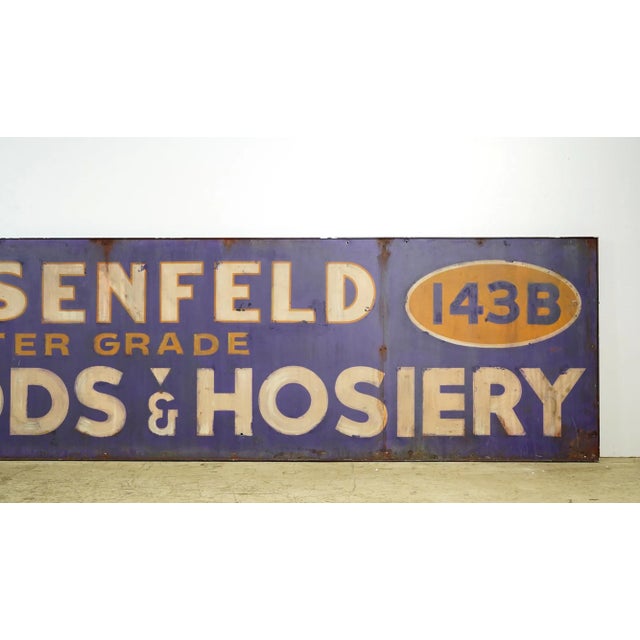 SENFELD
143B
TER GRADE
ODS & HOSIERY